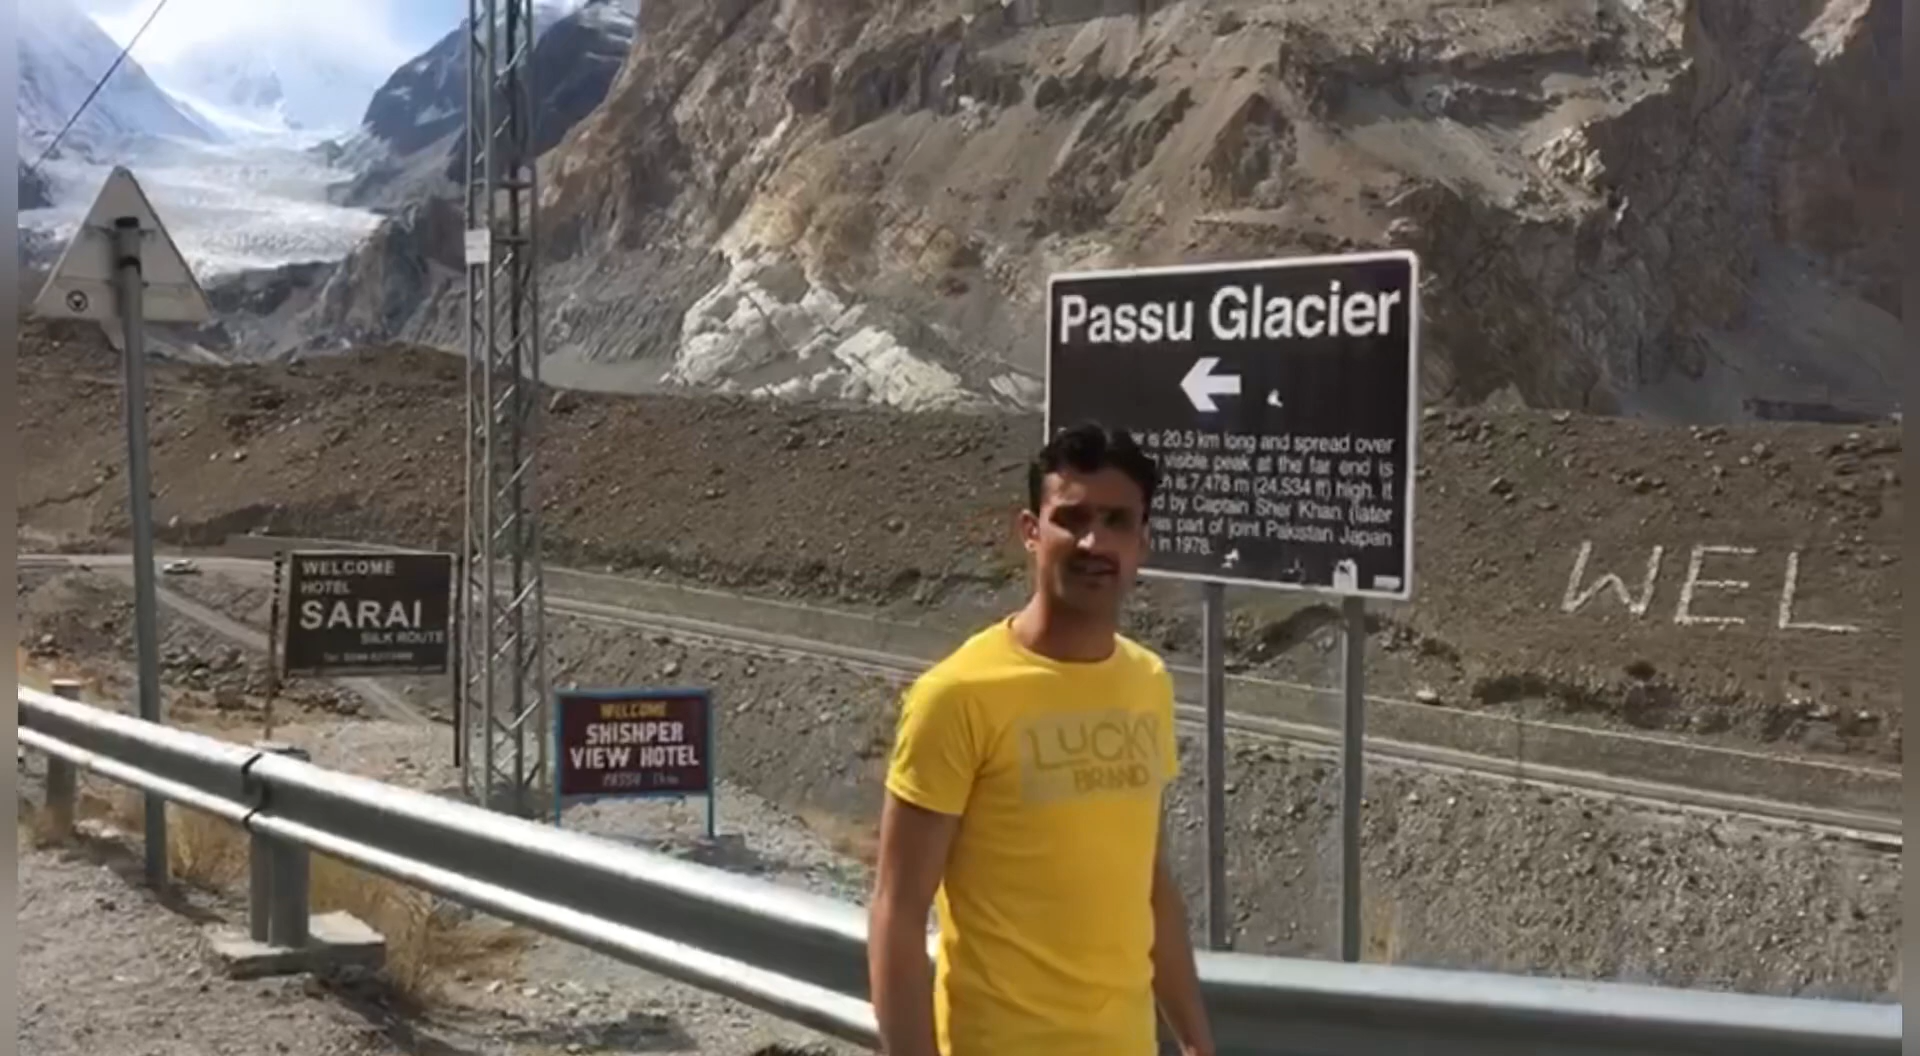 Passu Glacier
is 20.5 km long and spread over
visible peak at the far end is
is 7,478 m (24,534 ft) high. It
by Captain Sher Khan (later
part of joint Pakistan Japan
in 1978.
WELCOME
HOTEL
SARAI
SILK ROUTE
WELCOME
SHISHPER
VIEW HOTEL
PASSU
LUCKY
BRAND
WEL